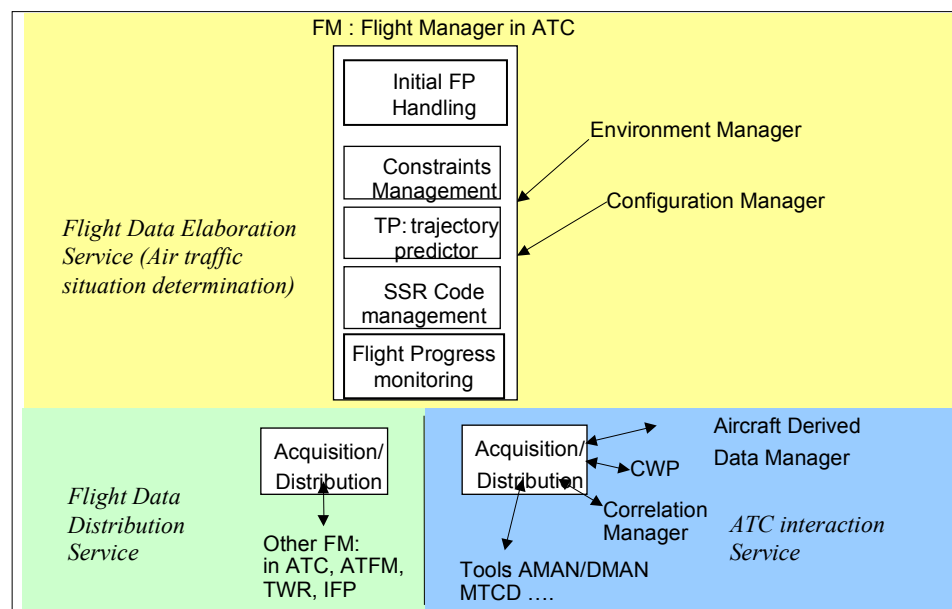 FM : Flight Manager in ATC
Initial FP
Handling
Constraints
Management
TP: trajectory
predictor
SSR Code
management
Flight Progress
monitoring
Environment Manager
Configuration Manager
Flight Data Elaboration
Service (Air traffic
situation determination)
Acquisition/
Distribution
Flight Data
Distribution
Service
Other FM:
in ATC, ATFM,
TWR, IFP
Acquisition/
Distribution
Aircraft Derived
Data Manager
CWP
Correlation
Manager
ATC interaction
Service
Tools AMAN/DMAN
MTCD ....